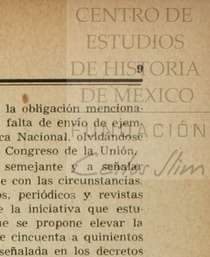 CENTRO DE
ESTUDIOS
DE HISTORIA
DE MÉXICO
9
FUNDACIÓN
Carlos Slim
la obligación menciona-
falta de envío de ejem-
ca Nacional, olvidándose
Congreso de la Unión,
semejante y a señalar
e con las circunstancias
os, periódicos y revistas
e la iniciativa que estu-
ue se propone elevar la
e cincuenta a quinientos
señalada en los decretos